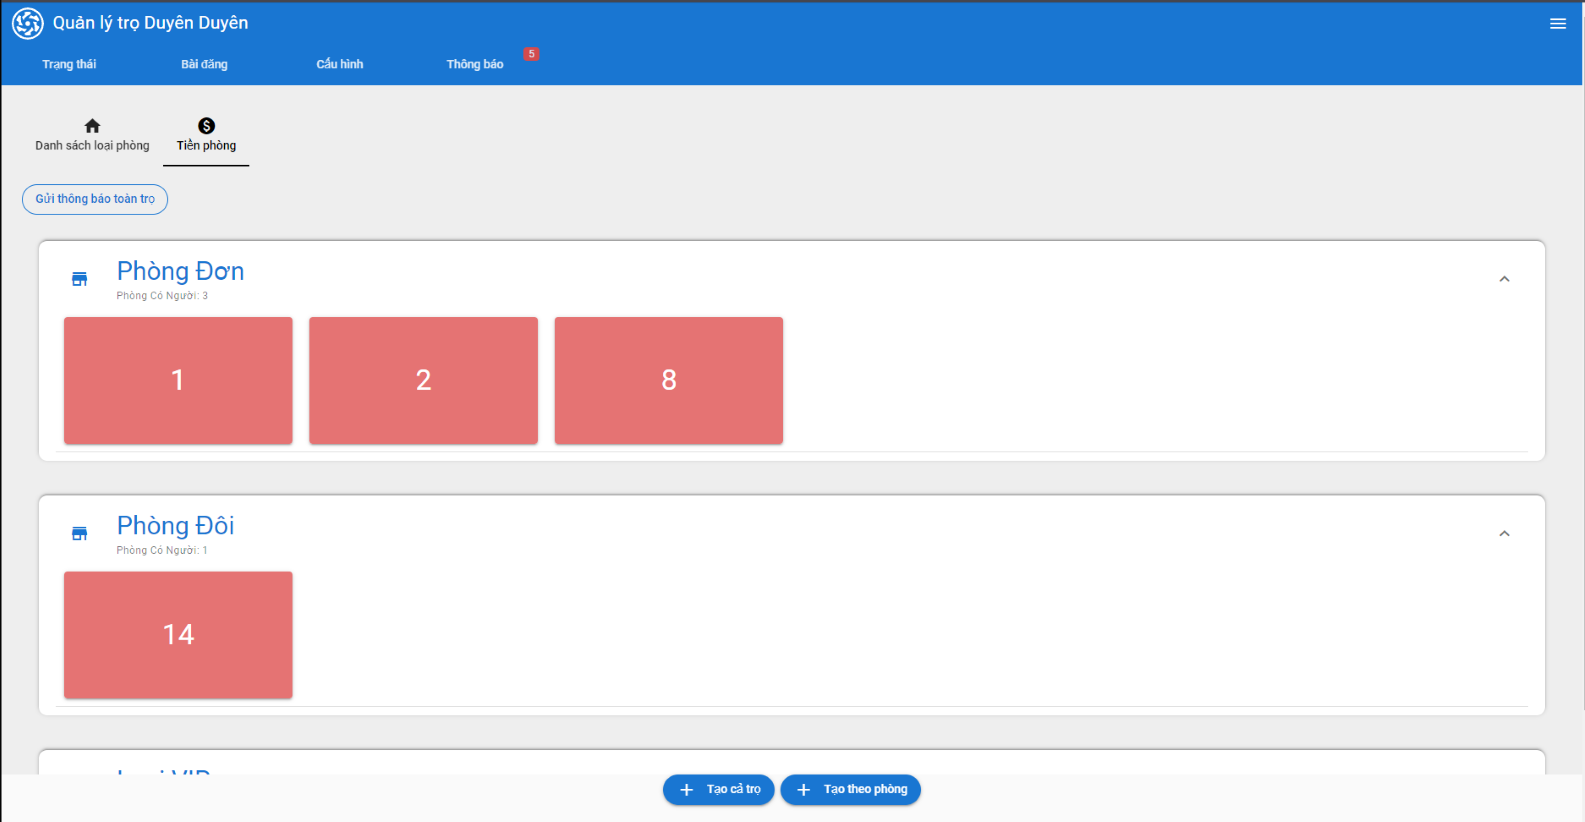 Quản lý trọ Duyên Duyên
Trạng thái
Bài đăng
Cấu hình
Thông báo
5
Danh sách loại phòng
Tiền phòng
Gửi thông báo toàn trọ
Phòng Đơn
Phòng Có Người: 3
1
2
8
Phòng Đôi
Phòng Có Người: 1
14
VIP
Tạo cả trọ
Tạo theo phòng